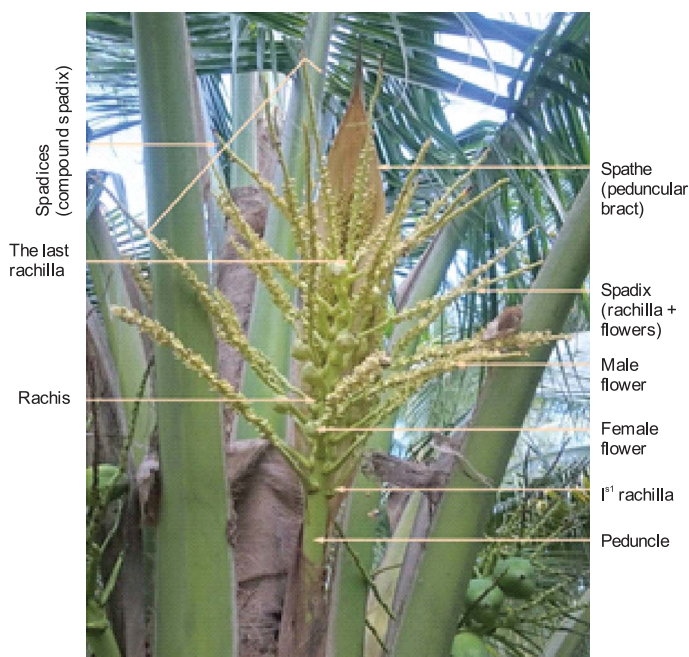 Spadices
(compound spadix)
The last
rachilla
Rachis
Spathe
(peduncular
bract)
Spadix
(rachilla +
flowers)
Male
flower
Female
flower
Iˢ¹ rachilla
Peduncle